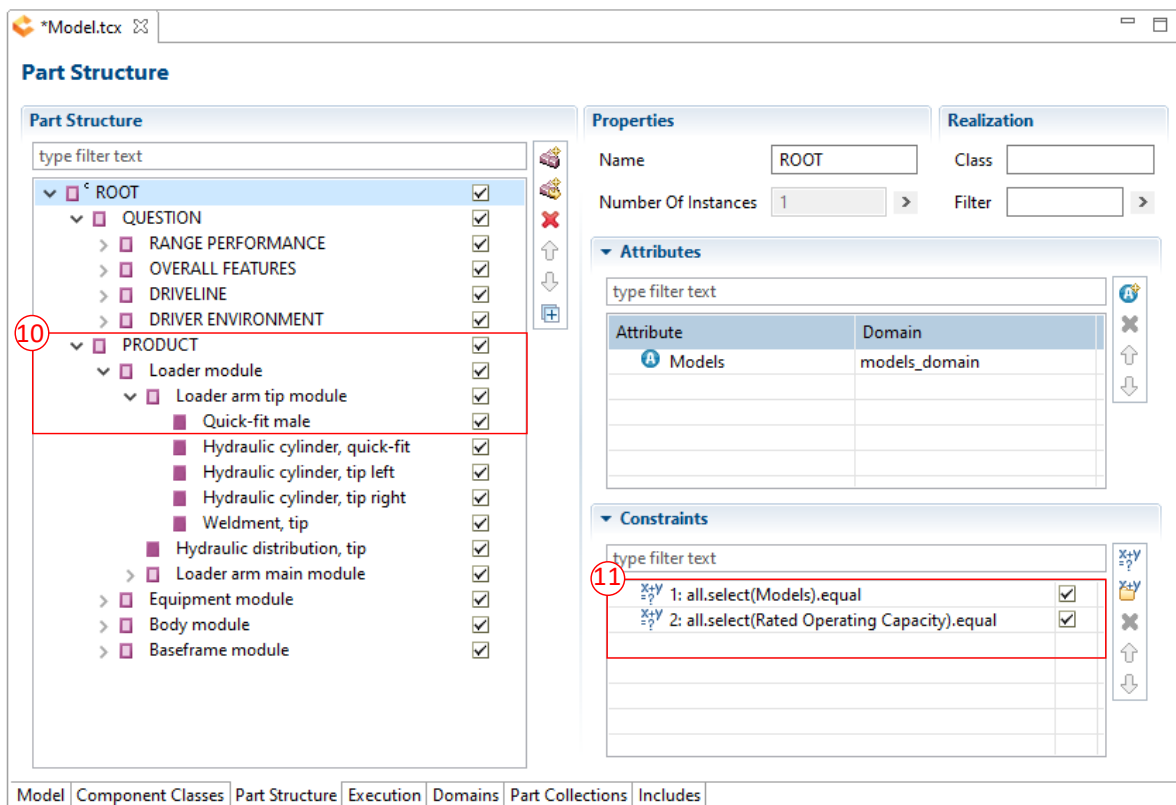 *Model.tcx
Part Structure
Part Structure
type filter text
c ROOT
QUESTION
RANGE PERFORMANCE
OVERALL FEATURES
DRIVELINE
DRIVER ENVIRONMENT
10
PRODUCT
Loader module
Loader arm tip module
Quick-fit male
Hydraulic cylinder, quick-fit
Hydraulic cylinder, tip left
Hydraulic cylinder, tip right
Weldment, tip
Hydraulic distribution, tip
Loader arm main module
Equipment module
Body module
Baseframe module
Properties
Name ROOT
Number Of Instances 1 >
Realization
Class
Filter >
Attributes
type filter text
Attribute Domain
A Models models_domain
Constraints
type filter text
11
x+y=? 1: all.select(Models).equal
x+y=? 2: all.select(Rated Operating Capacity).equal
Model Component Classes Part Structure Execution Domains Part Collections Includes